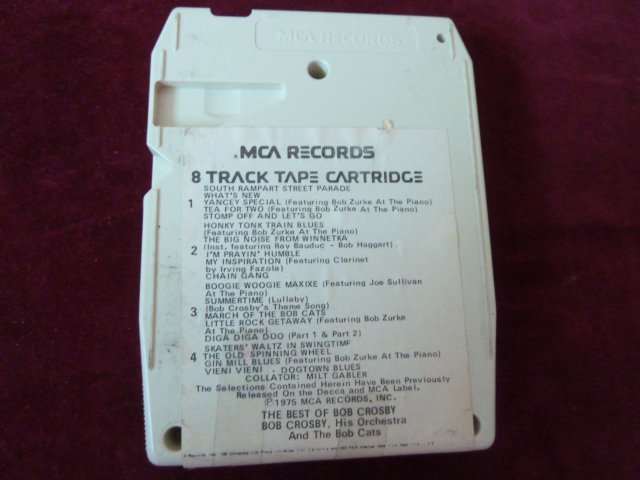 MCA RECORDS
.MCA RECORDS
8 TRACK TAPE CARTRIDGE
SOUTH RAMPART STREET PARADE
WHAT'S NEW
1 YANCEY SPECIAL (Featuring Bob Zurke At The Piano)
TEA FOR TWO (Featuring Bob Zurke At The Piano)
STOMP OFF AND LET'S GO
HONKY TONK TRAIN BLUES
(Featuring Bob Zurke At The Piano)
THE BIG NOISE FROM WINNETKA
2 (Inst. featuring Ray Bauduc - Bob Haggart)
I'M PRAYIN' HUMBLE
MY INSPIRATION (Featuring Clarinet
by Irving Fazola)
CHAIN GANG
BOOGIE WOOGIE MAXIXE (Featuring Joe Sullivan
At The Piano)
SUMMERTIME (Lullaby)
(Bob Crosby's Theme Song)
3 MARCH OF THE BOB CATS
LITTLE ROCK GETAWAY (Featuring Bob Zurke
At The Piano)
DIGA DIGA DOO (Part 1 & Part 2)
SKATERS' WALTZ IN SWINGTIME
4 THE OLD SPINNING WHEEL
GIN MILL BLUES (Featuring Bob Zurke At The Piano)
VIENI VIENI - DOGTOWN BLUES
COLLATOR: MILT GABLER
The Selections Contained Herein Have Been Previously
Released On The Decca and MCA Label.
Ⓟ1975 MCA RECORDS, INC.
THE BEST OF BOB CROSBY
BOB CROSBY, His Orchestra
And The Bob Cats